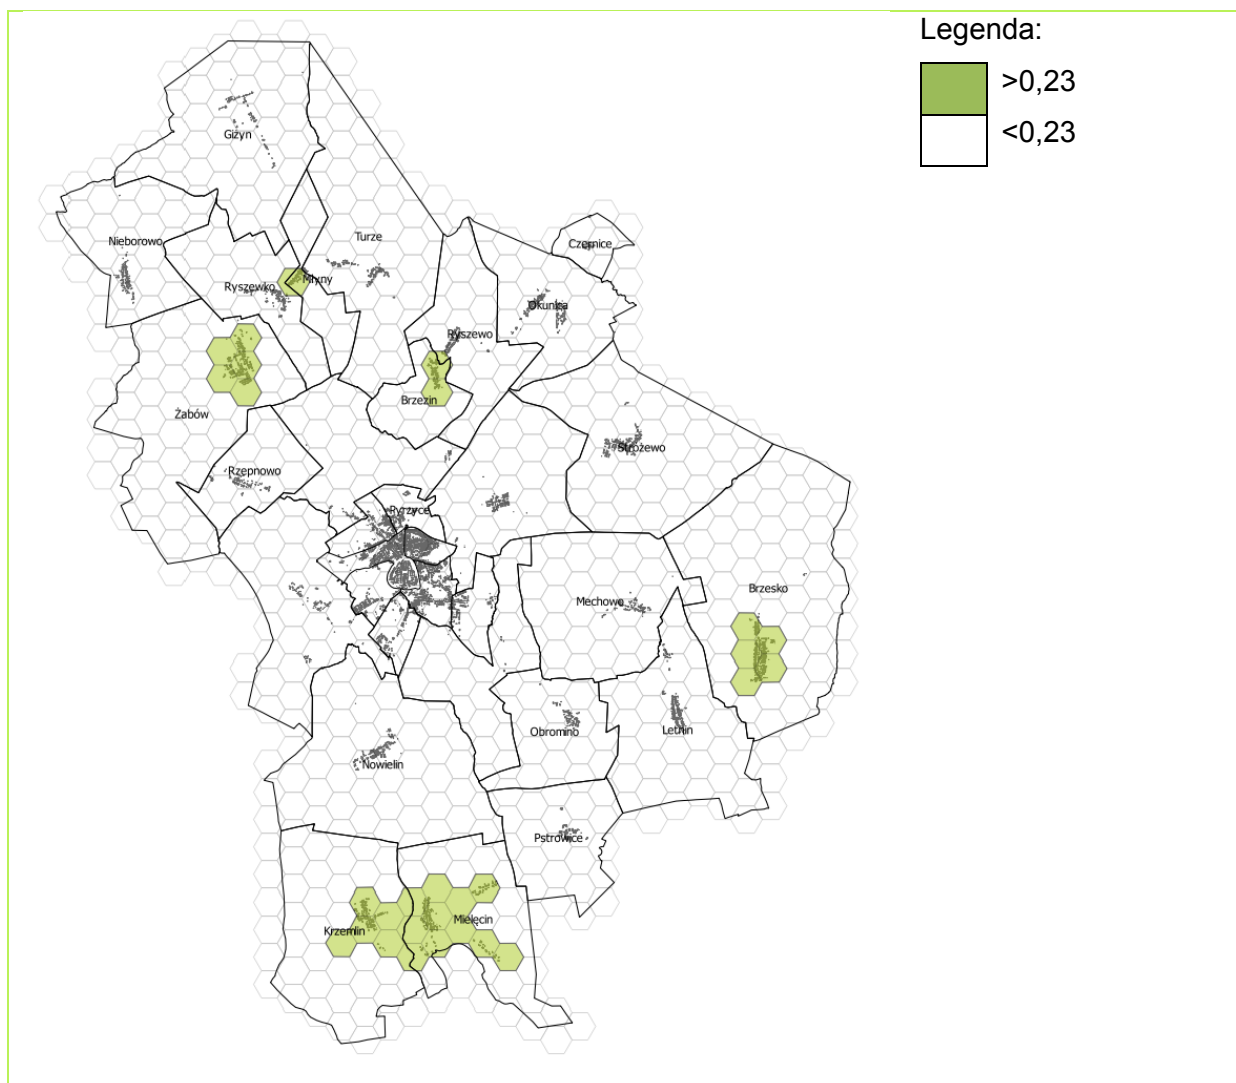 Legenda:
>0,23
<0,23
Giżyn
Nieborowo
Turze
Czernice
Ryszewko
Młyny
Okunica
Ryszewo
Brzezin
Żabów
Strożewo
Rzepnowo
Pyrzyce
Brzesko
Mechowo
Obromino
Letnin
Nowielin
Pstrowice
Krzemlin
Mielęcin